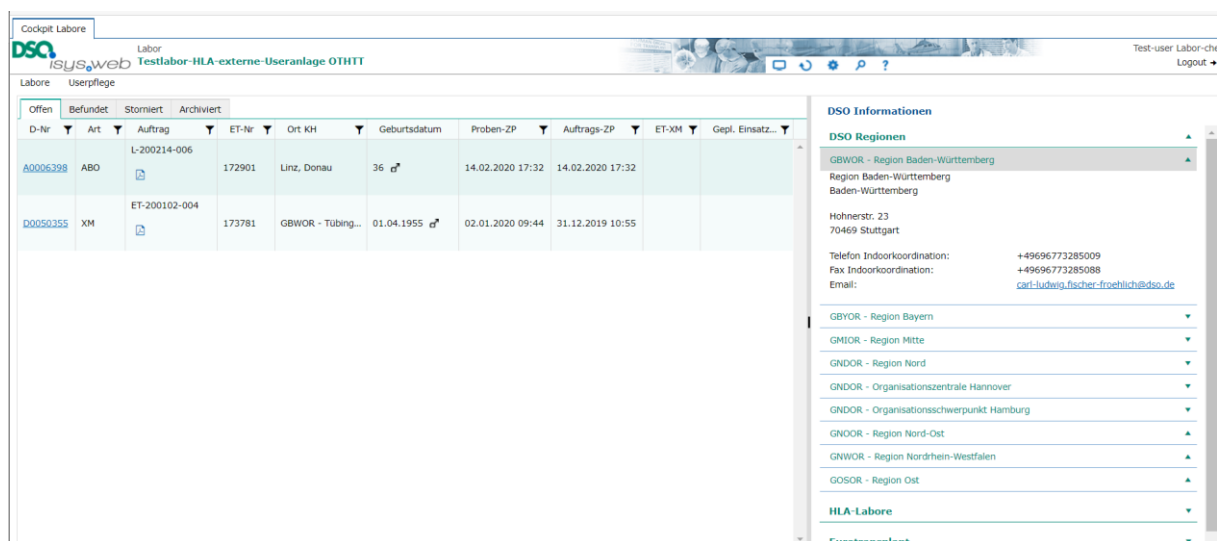 Cockpit Labore
DSO
isys.web
Labor
Testlabor-HLA-externe-Useranlage OTHTT
?
Test-user Labor-che
Logout
Labore Userpflege
Offen Befundet Storniert Archiviert
D-Nr Art Auftrag ET-Nr Ort KH Geburtsdatum Proben-ZP Auftrags-ZP ET-XM Gepl. Einsatz...
L-200214-006
A0006398 ABO 172901 Linz, Donau 36 14.02.2020 17:32 14.02.2020 17:32
ET-200102-004
D0050355 XM 173781 GBWOR - Tübing... 01.04.1955 02.01.2020 09:44 31.12.2019 10:55
DSO Informationen
DSO Regionen
GBWOR - Region Baden-Württemberg
Region Baden-Württemberg
Baden-Württemberg
Hohnerstr. 23
70469 Stuttgart
Telefon Indoorkoordination: +49696773285009
Fax Indoorkoordination: +49696773285088
Email: carl-ludwig.fischer-froehlich@dso.de
GBYOR - Region Bayern
GMIOR - Region Mitte
GNDOR - Region Nord
GNDOR - Organisationszentrale Hannover
GNDOR - Organisationsschwerpunkt Hamburg
GNOOR - Region Nord-Ost
GNWOR - Region Nordrhein-Westfalen
GOSOR - Region Ost
HLA-Labore